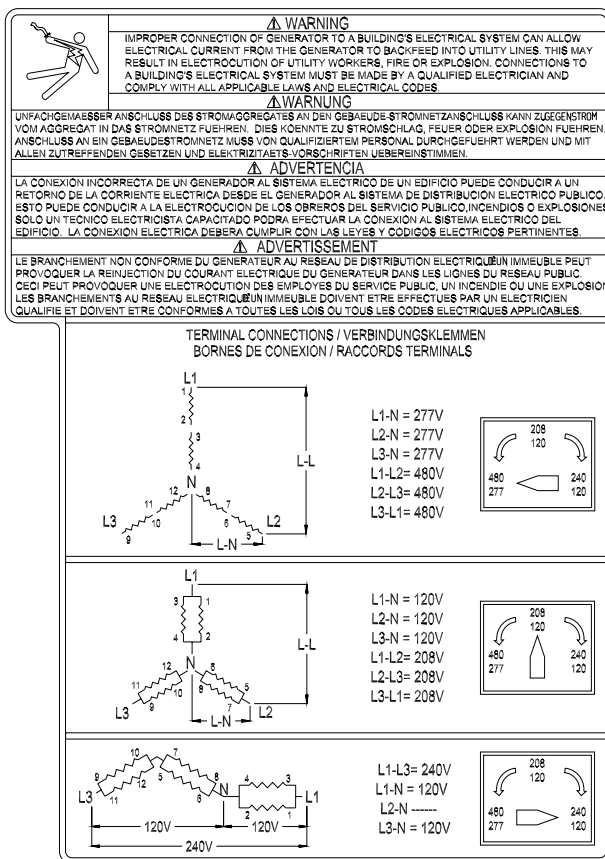 ⚠ WARNING
IMPROPER CONNECTION OF GENERATOR TO A BUILDING'S ELECTRICAL SYSTEM CAN ALLOW
ELECTRICAL CURRENT FROM THE GENERATOR TO BACKFEED INTO UTILITY LINES. THIS MAY
RESULT IN ELECTROCUTION OF UTILITY WORKERS, FIRE OR EXPLOSION. CONNECTIONS TO
A BUILDING'S ELECTRICAL SYSTEM MUST BE MADE BY A QUALIFIED ELECTRICIAN AND
COMPLY WITH ALL APPLICABLE LAWS AND ELECTRICAL CODES.
⚠ WARNUNG
UNFACHGEMAESSER ANSCHLUSS DES STROMAGGREGATES AN DEN GEBAEUDE-STROMNETZANSCHLUSS KANN ZUGEGENSTROM
VOM AGGREGAT IN DAS STROMNETZ FUEHREN. DIES KOENNTE ZU STROMSCHLAG, FEUER ODER EXPLOSION FUEHREN.
ANSCHLUSS AN EIN GEBAEUDESTROMNETZ MUSS VON QUALIFIZIERTEM PERSONAL DURCHGEFUEHRT WERDEN UND MIT
ALLEN ZUTREFFENDEN GESETZEN UND ELEKTRIZITAETS-VORSCHRIFTEN UEBEREINSTIMMEN.
⚠ ADVERTENCIA
LA CONEXION INCORRECTA DE UN GENERADOR AL SISTEMA ELECTRICO DE UN EDIFICIO PUEDE CONDUCIR A UN
RETORNO DE LA CORRIENTE ELECTRICA DESDE EL GENERADOR AL SISTEMA DE DISTRIBUCION ELECTRICO PUBLICO.
ESTO PUEDE CONDUCIR A LA ELECTROCUCION DE LOS OBREROS DEL SERVICIO PUBLICO, INCENDIOS O EXPLOSIONES
SOLO UN TECNICO ELECTRICISTA CAPACITADO PODRA EFECTUAR LA CONEXION AL SISTEMA ELECTRICO DEL
EDIFICIO. LA CONEXION ELECTRICA DEBERA CUMPLIR CON LAS LEYES Y CODIGOS ELECTRICOS PERTINENTES.
⚠ ADVERTISSEMENT
LE BRANCHEMENT NON CONFORME DU GENERATEUR AU RESEAU DE DISTRIBUTION ELECTRIQUE IMMEUBLE PEUT
PROVOQUER LA REINJECTION DU COURANT ELECTRIQUE DU GENERATEUR DANS LES LIGNES DU RESEAU PUBLIC.
CECI PEUT PROVOQUER UNE ELECTROCUTION DES EMPLOYES DU SERVICE PUBLIC, UN INCENDIE OU UNE EXPLOSION
LES BRANCHEMENTS AU RESEAU ELECTRIQUE IMMEUBLE DOIVENT ETRE EFFECTUES PAR UN ELECTRICIEN
QUALIFIE ET DOIVENT ETRE CONFORMES A TOUTES LES LOIS OU TOUS LES CODES ELECTRIQUES APPLICABLES.
TERMINAL CONNECTIONS / VERBINDUNGSKLEMMEN
BORNES DE CONEXION / RACCORDS TERMINALS
L1
1
2
3
4
L-L
N
12 8
11 7
10 6
9 5
L3 L2
L-N
L1-N = 277V
L2-N = 277V
L3-N = 277V
L1-L2= 480V
L2-L3= 480V
L3-L1= 480V
208
120
480 240
277 120
L1
3 1
4 2
L-L
N
12 6
11 10 8 5
9 7
L3 L2
L-N
L1-N = 120V
L2-N = 120V
L3-N = 120V
L1-L2= 208V
L2-L3= 208V
L3-L1= 208V
208
120
480 240
277 120
10 7
9 12 5 8 4 3
11 6 2 1
L3 N L1
120V 120V
240V
L1-L3= 240V
L1-N = 120V
L2-N ------
L3-N = 120V
208
120
480 240
277 120